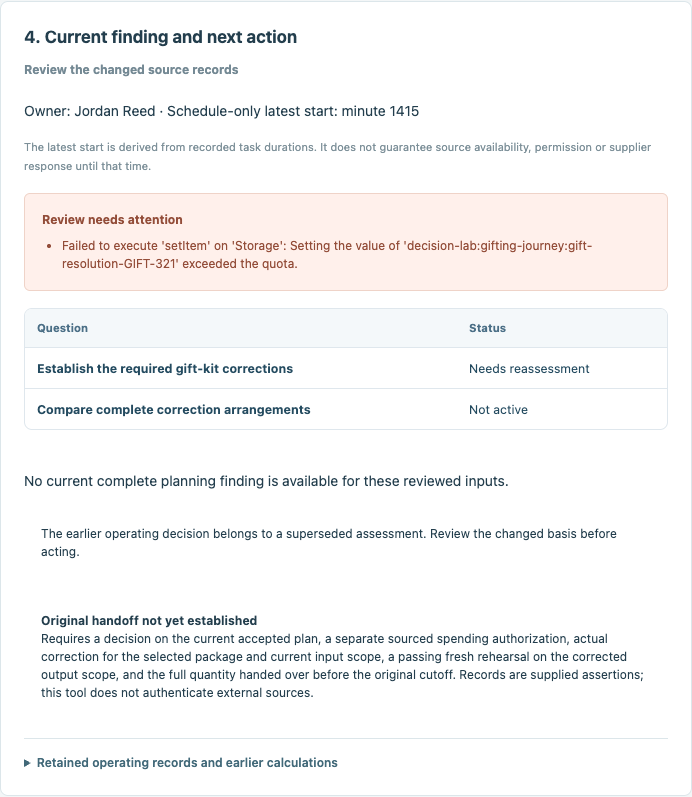 4. Current finding and next action
Review the changed source records
Owner: Jordan Reed · Schedule-only latest start: minute 1415
The latest start is derived from recorded task durations. It does not guarantee source availability, permission or supplier
response until that time.
Review needs attention
• Failed to execute 'setItem' on 'Storage': Setting the value of 'decision-lab:gifting-journey:gift-
resolution-GIFT-321' exceeded the quota.
Question Status
Establish the required gift-kit corrections Needs reassessment
Compare complete correction arrangements Not active
No current complete planning finding is available for these reviewed inputs.
The earlier operating decision belongs to a superseded assessment. Review the changed basis before
acting.
Original handoff not yet established
Requires a decision on the current accepted plan, a separate sourced spending authorization, actual
correction for the selected package and current input scope, a passing fresh rehearsal on the corrected
output scope, and the full quantity handed over before the original cutoff. Records are supplied assertions;
this tool does not authenticate external sources.
▶ Retained operating records and earlier calculations